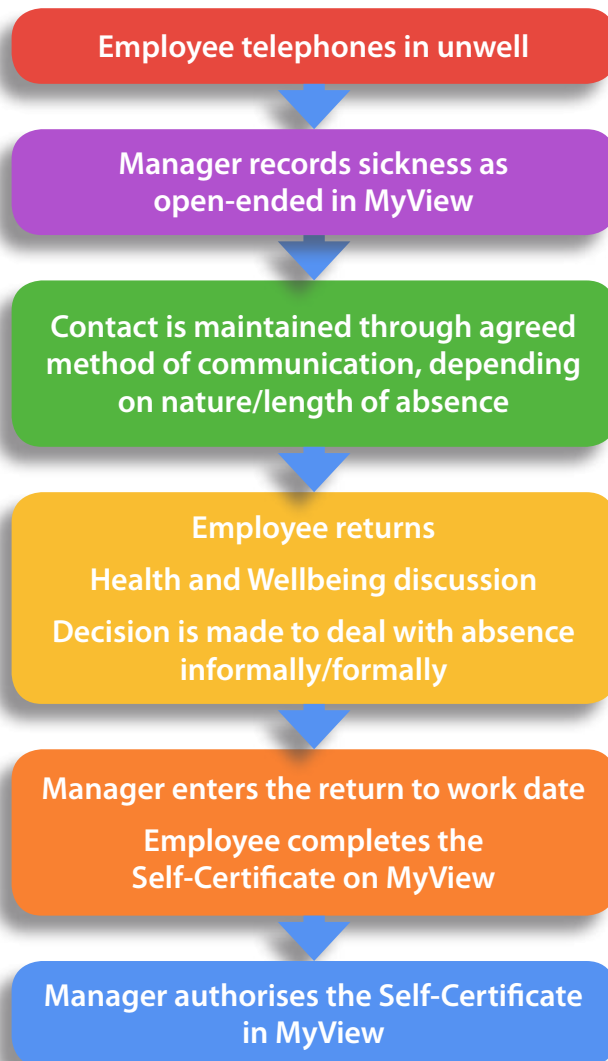 Employee telephones in unwell
Manager records sickness as
open-ended in MyView
Contact is maintained through agreed
method of communication, depending
on nature/length of absence
Employee returns
Health and Wellbeing discussion
Decision is made to deal with absence
informally/formally
Manager enters the return to work date
Employee completes the
Self-Certificate on MyView
Manager authorises the Self-Certificate
in MyView